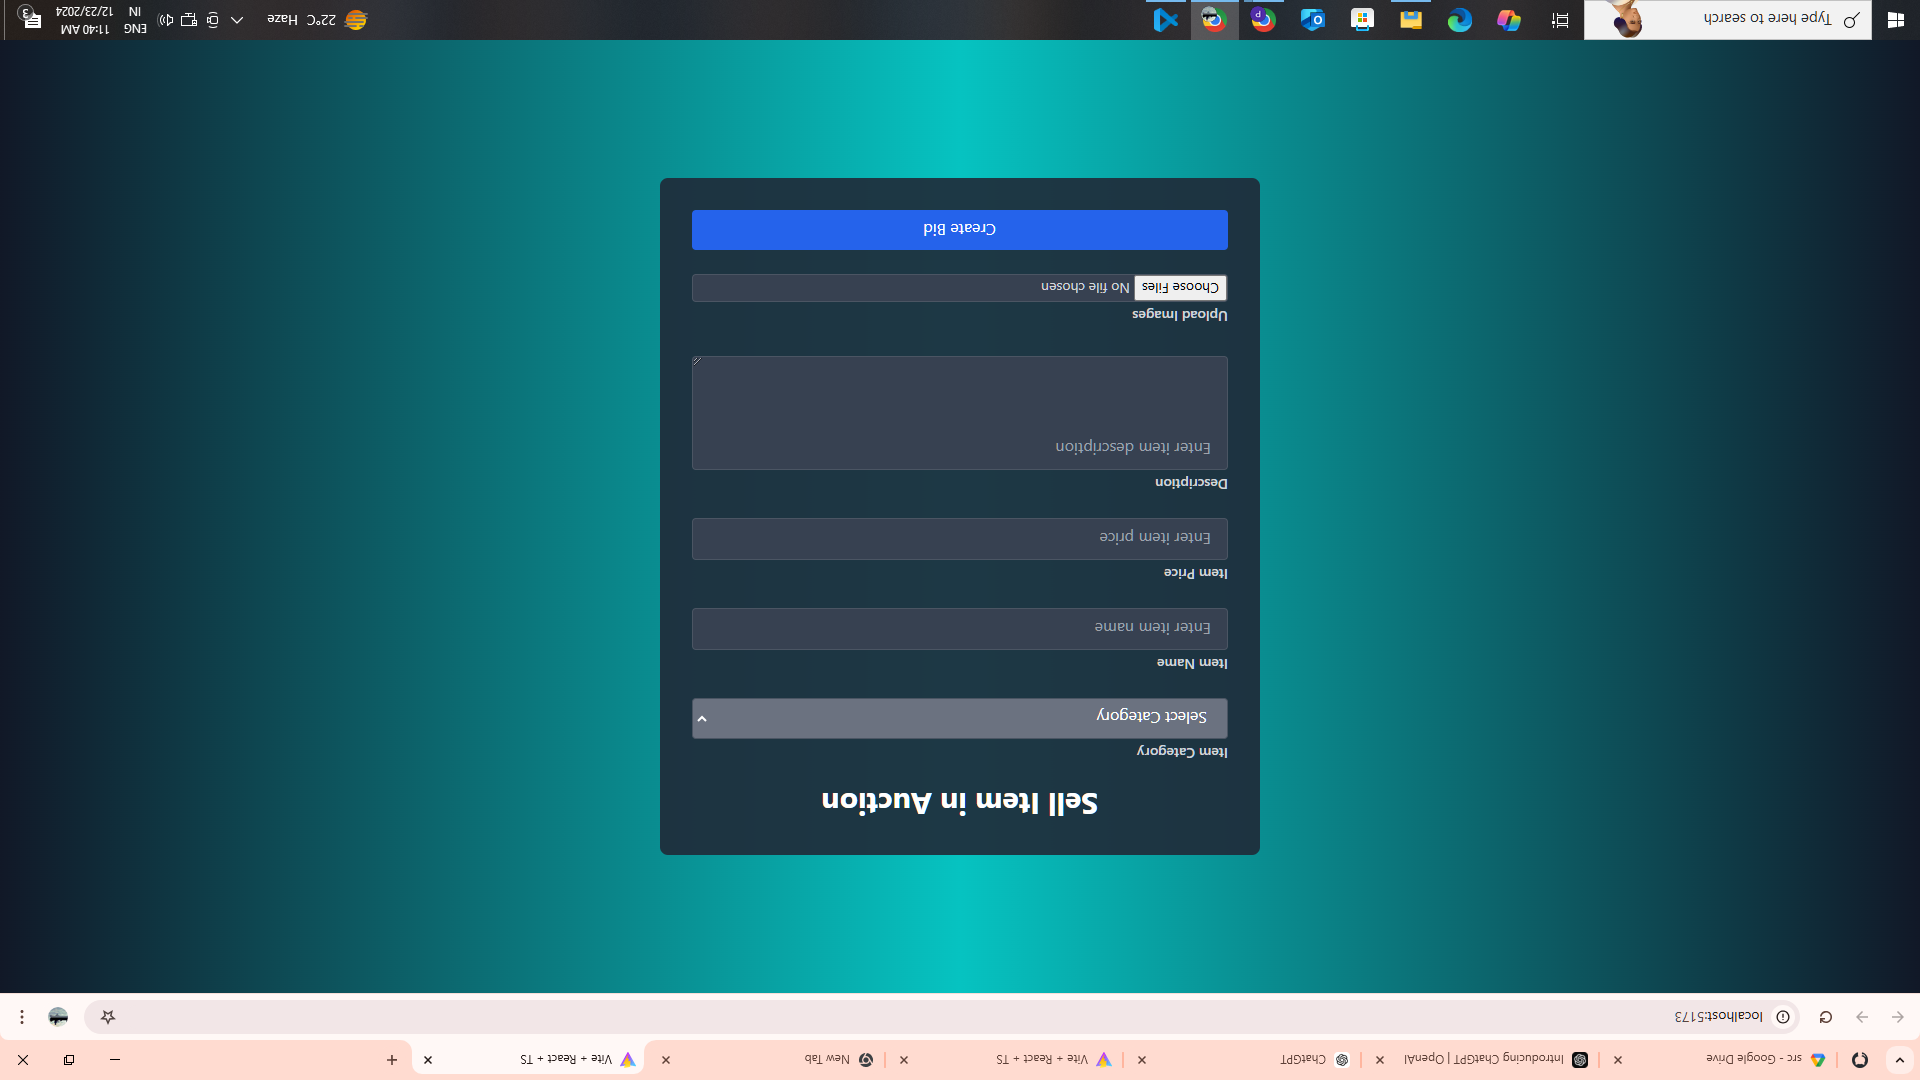 src - Google Drive
Introducing ChatGPT | OpenAI
ChatGPT
Vite + React + TS
New Tab
Vite + React + TS
localhost:5173
Sell Item in Auction
Item Category
Select Category
Item Name
Enter item name
Item Price
Enter item price
Description
Enter item description
Upload Images
Choose Files No file chosen
Create Bid
Type here to search
P
22°C Haze
ENG
IN
11:40 AM
12/23/2024
3